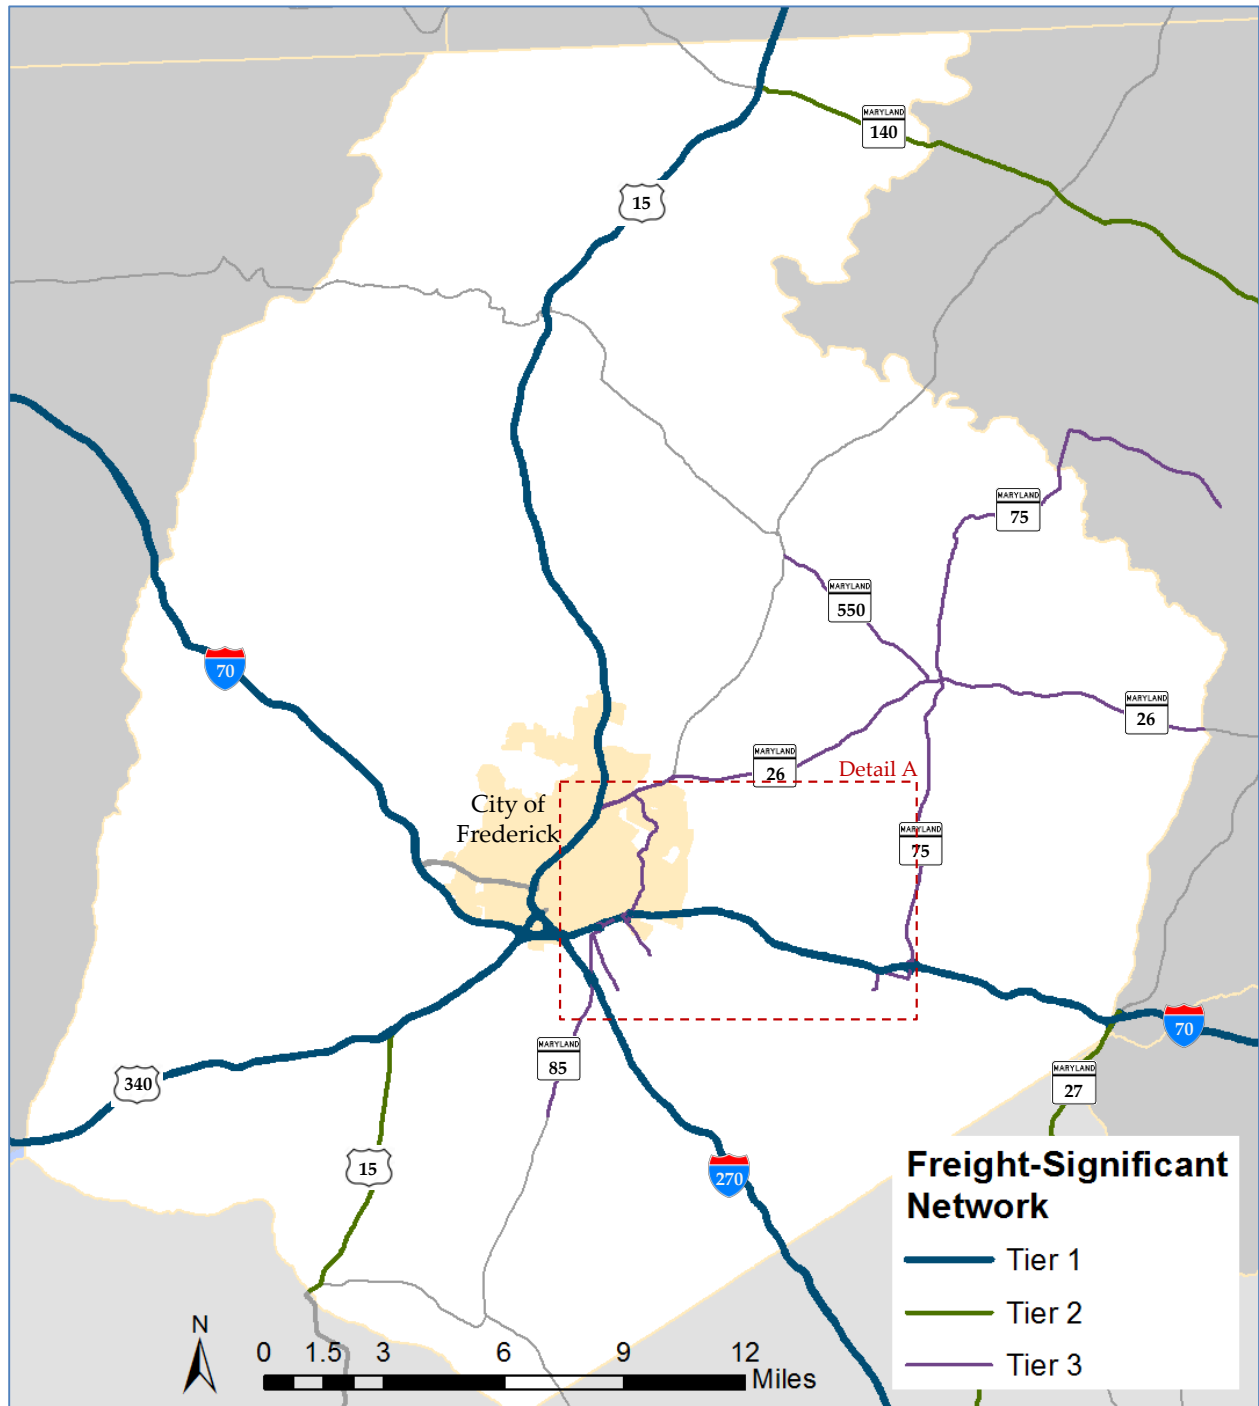 MARYLAND
140
15
MARYLAND
75
MARYLAND
550
70
MARYLAND
26
MARYLAND
26
Detail A
City of
Frederick
MARYLAND
75
70
MARYLAND
85
340
MARYLAND
27
15
270
Freight-Significant
Network
Tier 1
Tier 2
Tier 3
N
0 1.5 3 6 9 12
Miles